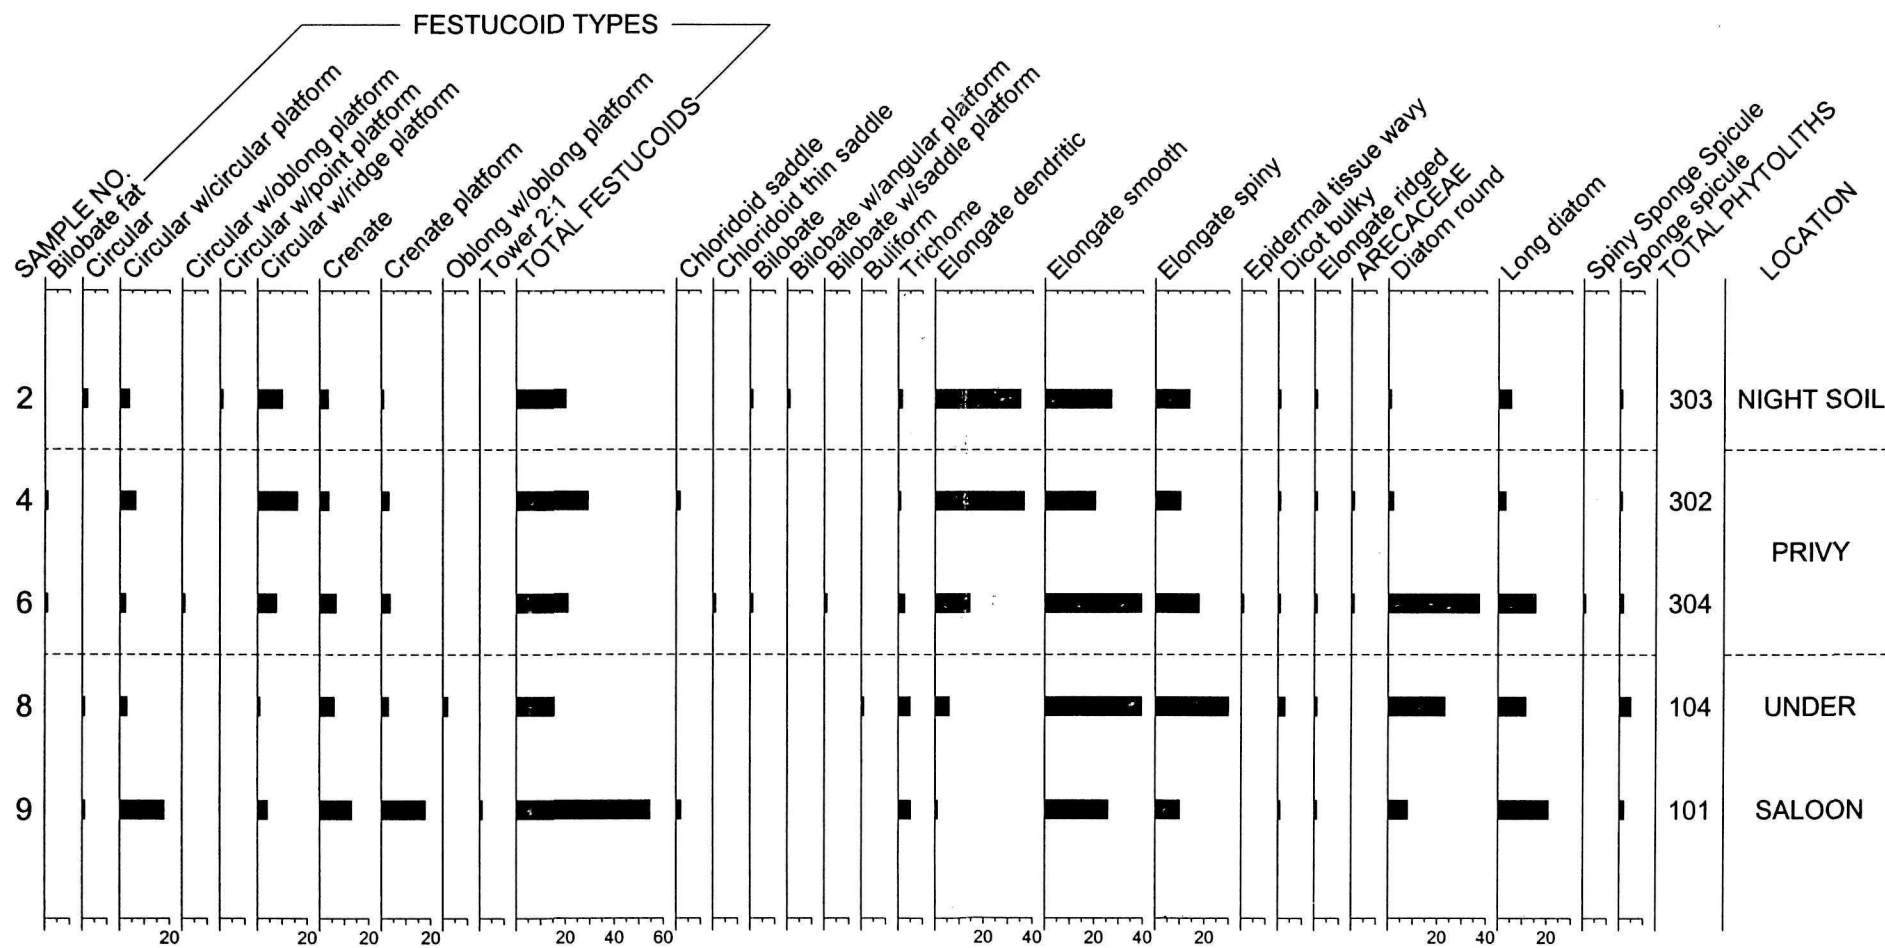 FESTUCOID TYPES
SAMPLE NO.
Bilobate fat
Circular
Circular w/circular platform
Circular w/oblong platform
Circular w/point platform
Circular w/ridge platform
Crenate
Crenate platform
Oblong w/oblong platform
Tower 2:1
TOTAL FESTUCOIDS
Chloridoid saddle
Chloridoid thin saddle
Bilobate
Bilobate w/angular platform
Bilobate w/saddle platform
Buliform
Trichome
Elongate dendritic
Elongate smooth
Elongate spiny
Epidermal tissue wavy
Dicot bulky
Elongate ridged
ARECACEAE
Diatom round
Long diatom
Spiny Sponge Spicule
Sponge spicule
TOTAL PHYTOLITHS
LOCATION
2 303 NIGHT SOIL
4 302
PRIVY
6 304
8 104 UNDER
9 101 SALOON
20 20 20 20 20 40 60 20 40 20 40 20 20 40 20